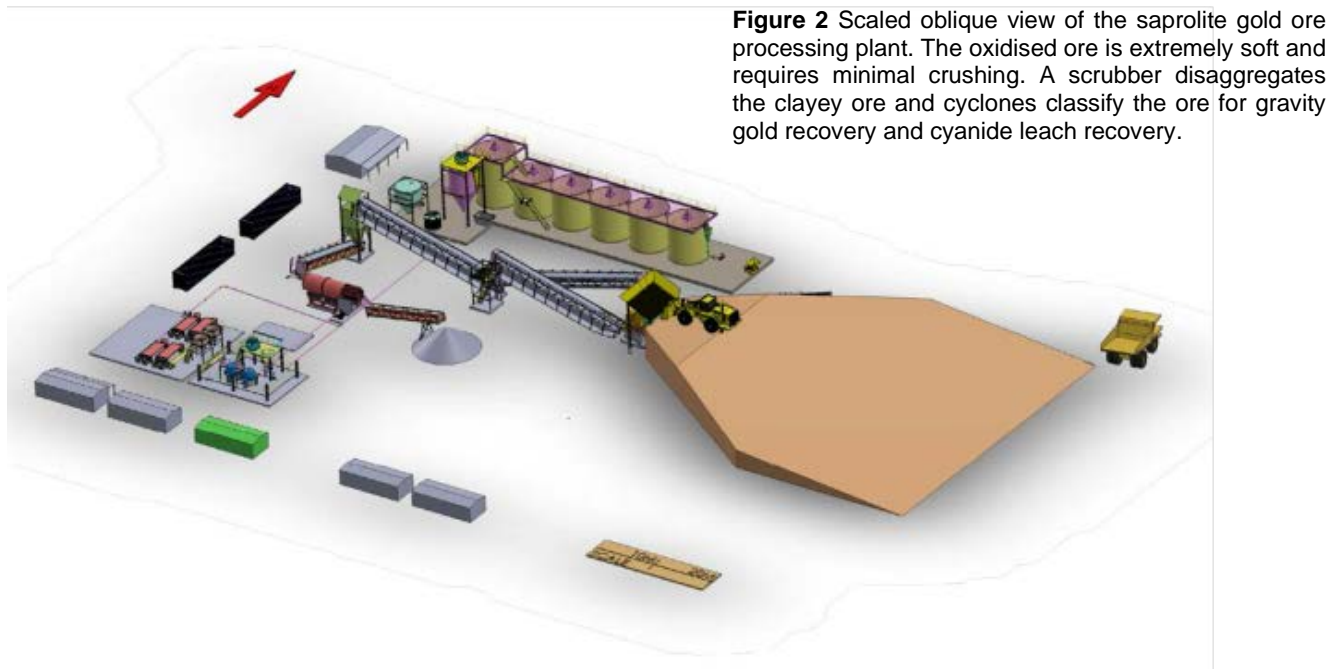 Figure 2 Scaled oblique view of the saprolite gold ore
processing plant. The oxidised ore is extremely soft and
requires minimal crushing. A scrubber disaggregates
the clayey ore and cyclones classify the ore for gravity
gold recovery and cyanide leach recovery.
SCALE